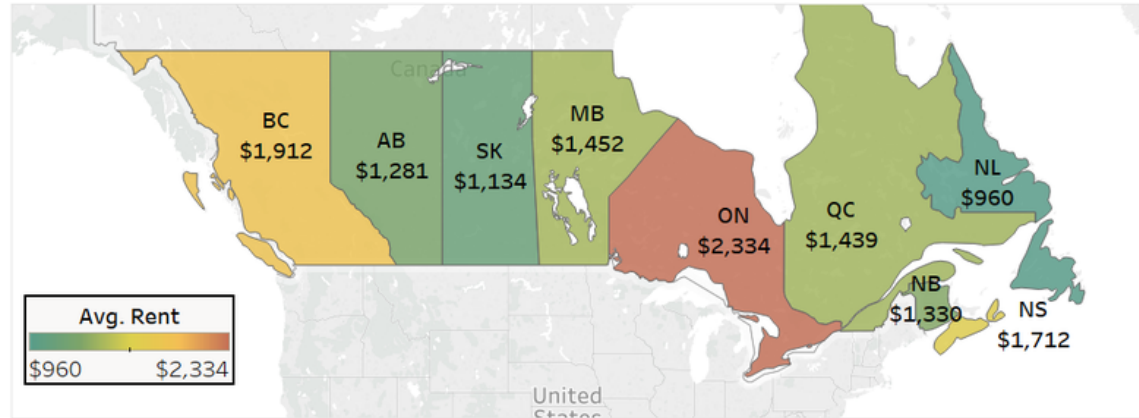 Canada
BC
$1,912
AB
$1,281
SK
$1,134
MB
$1,452
ON
$2,334
QC
$1,439
NL
$960
NB
$1,330
NS
$1,712
Avg. Rent
$960 $2,334
United
States